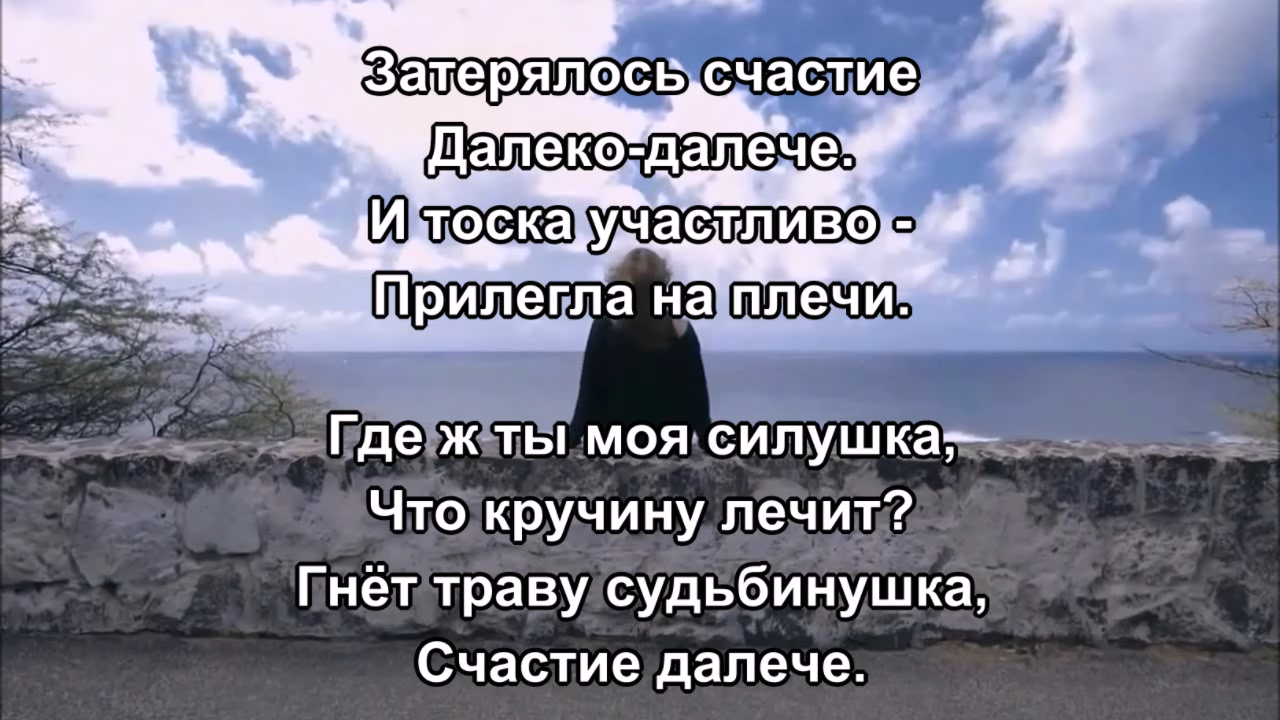 Затерялось счастие
Далеко-далече.
И тоска участливо -
Прилегла на плечи.
Где ж ты моя силушка,
Что кручину лечит?
Гнёт траву судьбинушка,
Счастие далече.